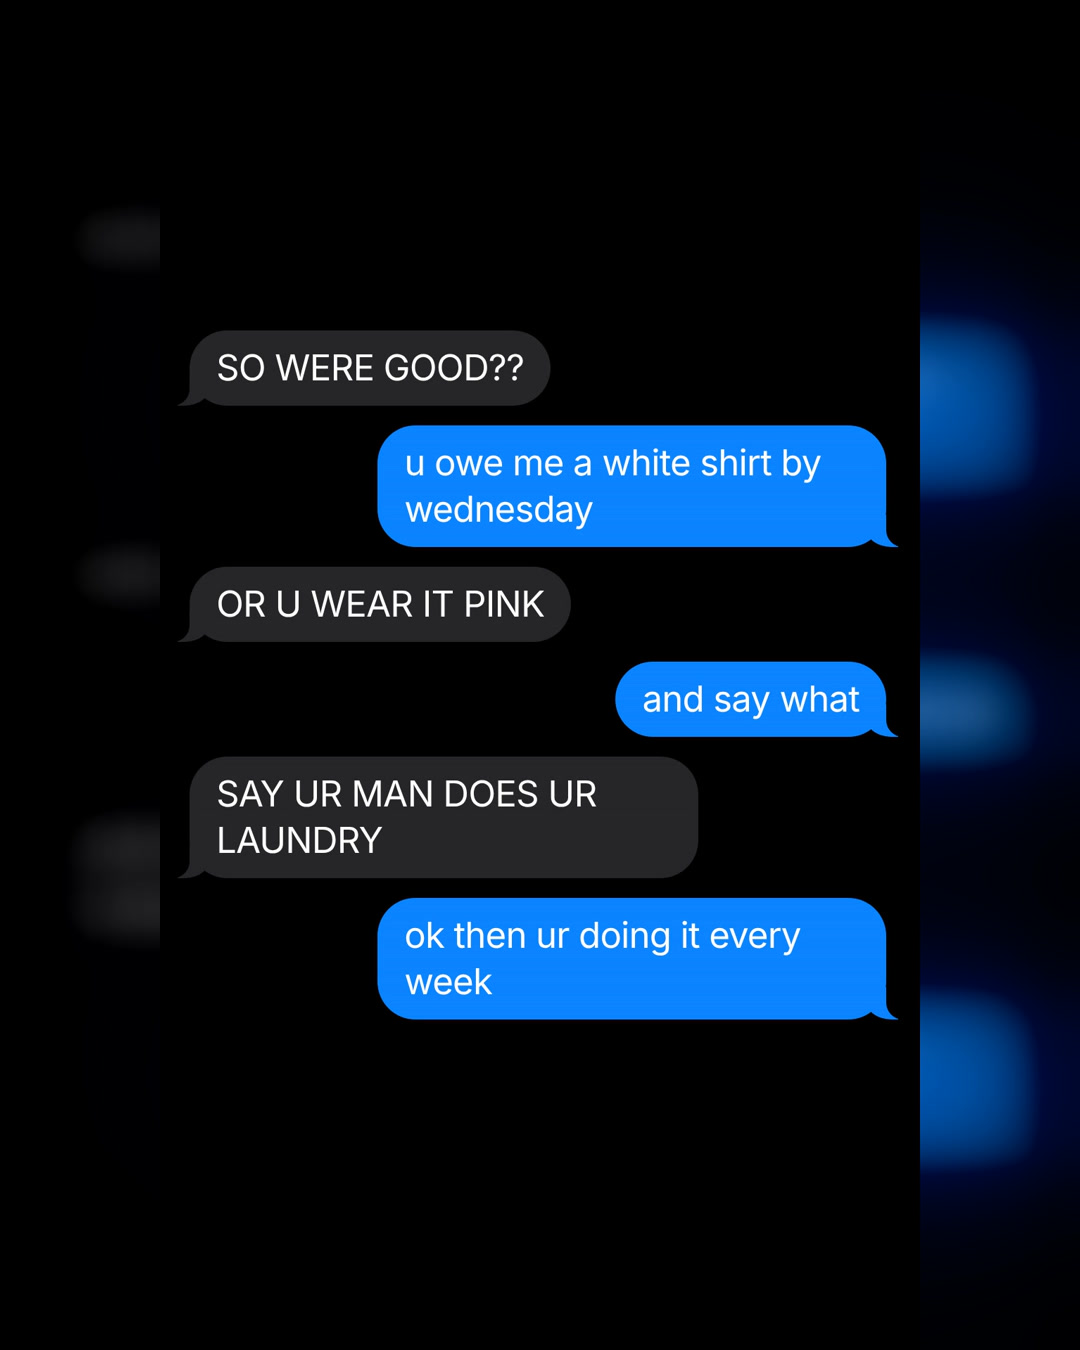 SO WERE GOOD??
u owe me a white shirt by
wednesday
OR U WEAR IT PINK
and say what
SAY UR MAN DOES UR
LAUNDRY
ok then ur doing it every
week